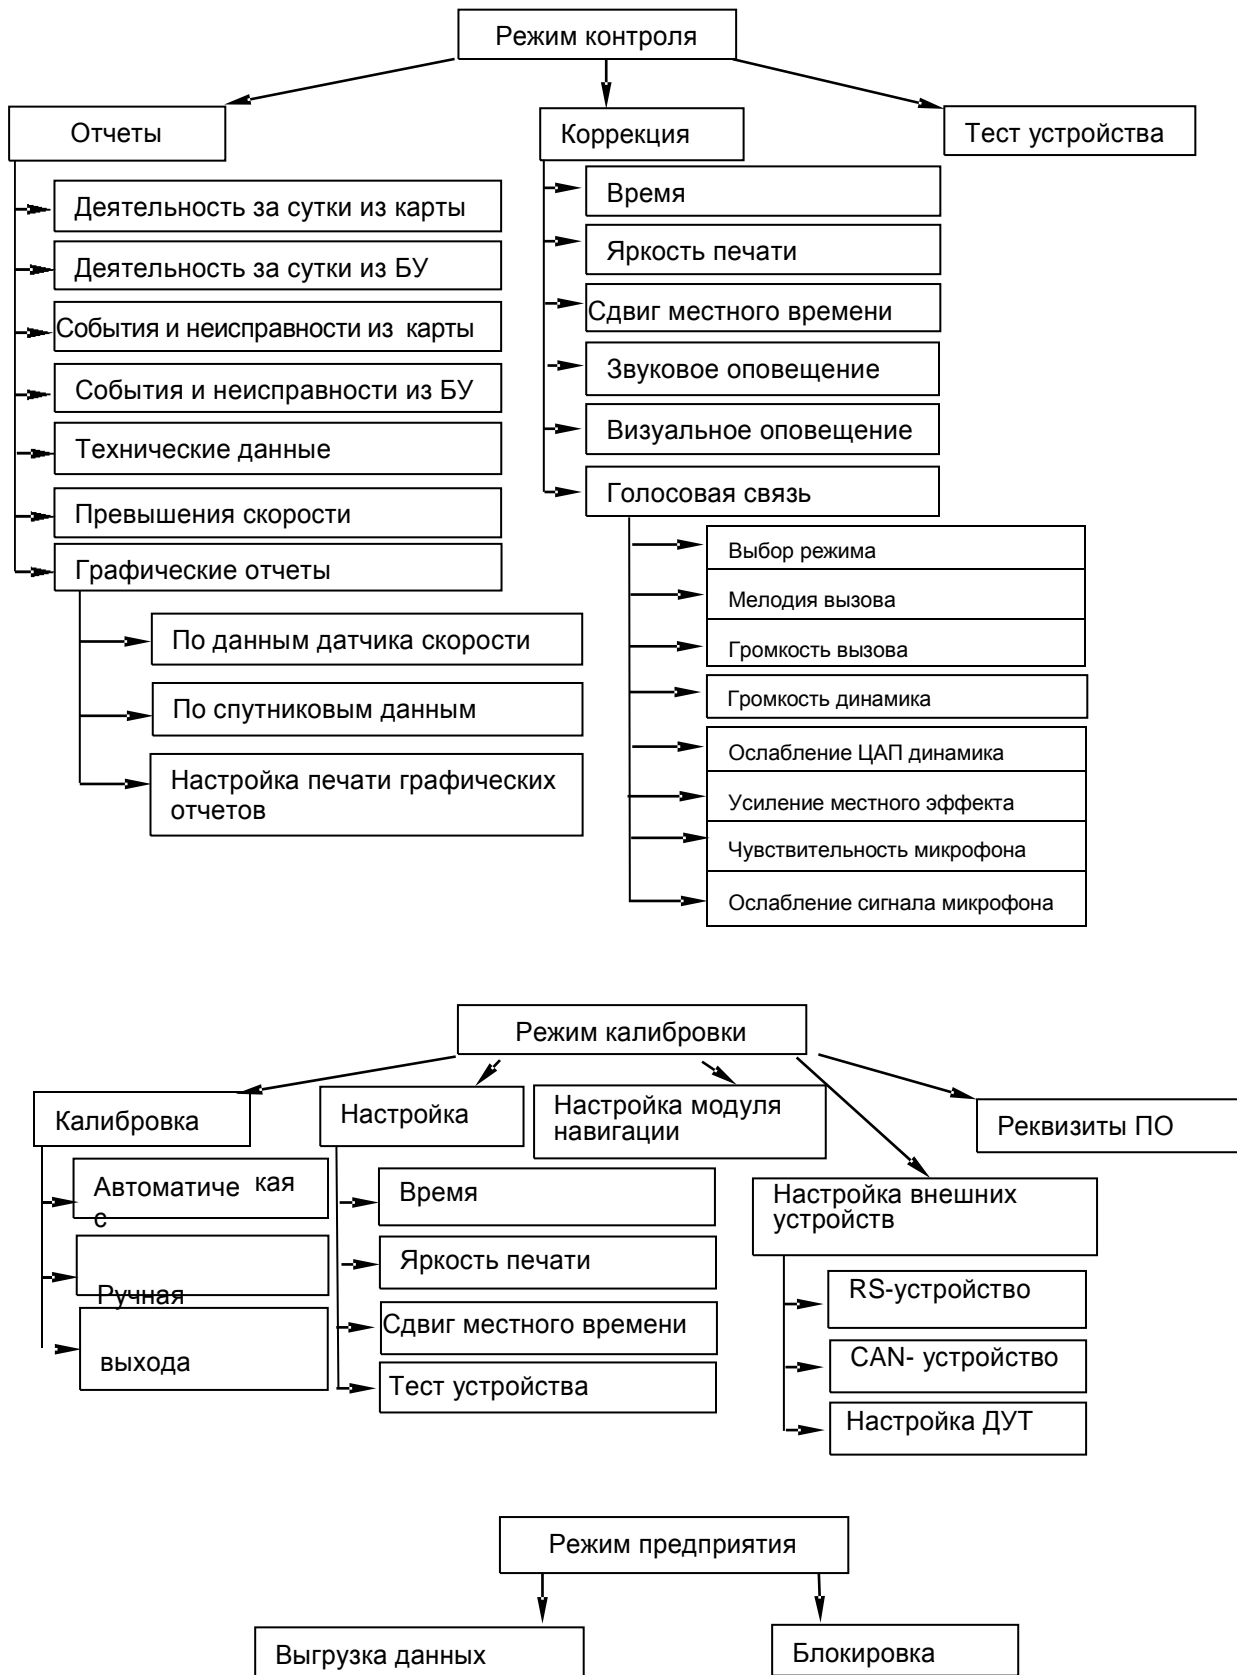 Режим контроля
Отчеты
Коррекция
Тест устройства
Деятельность за сутки из карты
Деятельность за сутки из БУ
События и неисправности из карты
События и неисправности из БУ
Технические данные
Превышения скорости
Графические отчеты
По данным датчика скорости
По спутниковым данным
Настройка печати графических
отчетов
Время
Яркость печати
Сдвиг местного времени
Звуковое оповещение
Визуальное оповещение
Голосовая связь
Выбор режима
Мелодия вызова
Громкость вызова
Громкость динамика
Ослабление ЦАП динамика
Усиление местного эффекта
Чувствительность микрофона
Ослабление сигнала микрофона
Режим калибровки
Калибровка
Настройка
Настройка модуля
навигации
Реквизиты ПО
Автоматиче кая
с
Ручная
выхода
Время
Яркость печати
Сдвиг местного времени
Тест устройства
Настройка внешних
устройств
RS-устройство
CAN- устройство
Настройка ДУТ
Режим предприятия
Выгрузка данных
Блокировка